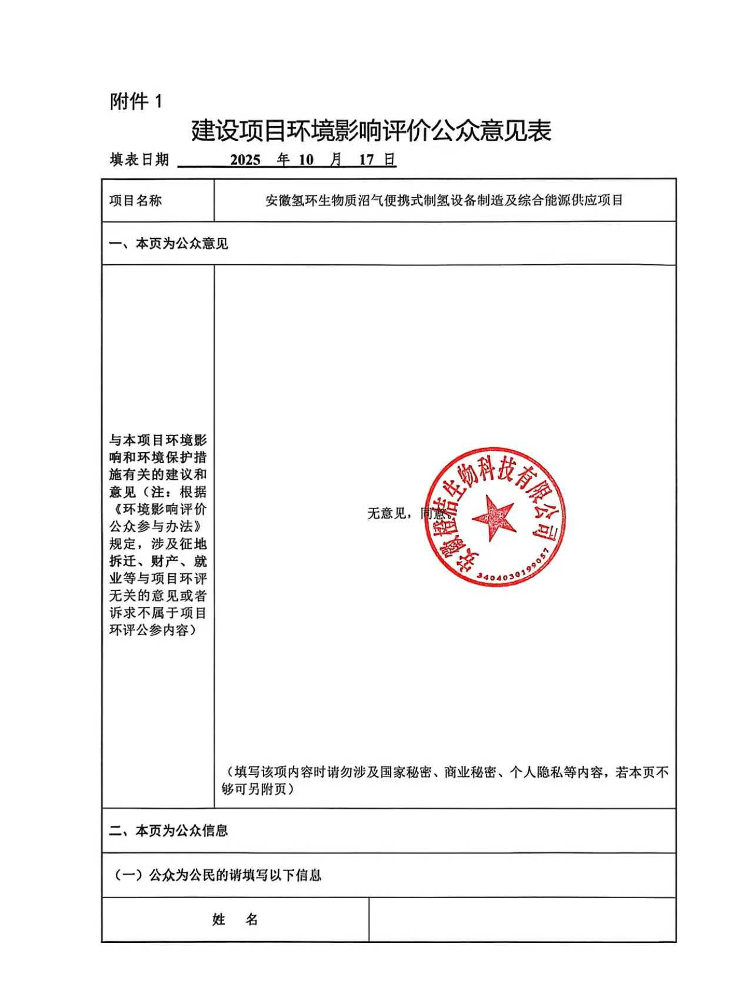 附件 1
建设项目环境影响评价公众意见表
填表日期 2025 年 10 月 17 日
项目名称
安徽氢环生物质沼气便携式制氢设备制造及综合能源供应项目
一、本页为公众意见
与本项目环境影
响和环境保护措
施有关的建议和
意见（注：根据
《环境影响评价
公众参与办法》
规定，涉及征地
拆迁、财产、就
业等与项目环评
无关的意见或者
诉求不属于项目
环评公参内容）
无意见，同意。
安徽桔生物科技有限公司
3404030199057
（填写该项内容时请勿涉及国家秘密、商业秘密、个人隐私等内容，若本页不
够可另附页）
二、本页为公众信息
（一）公众为公民的请填写以下信息
姓 名